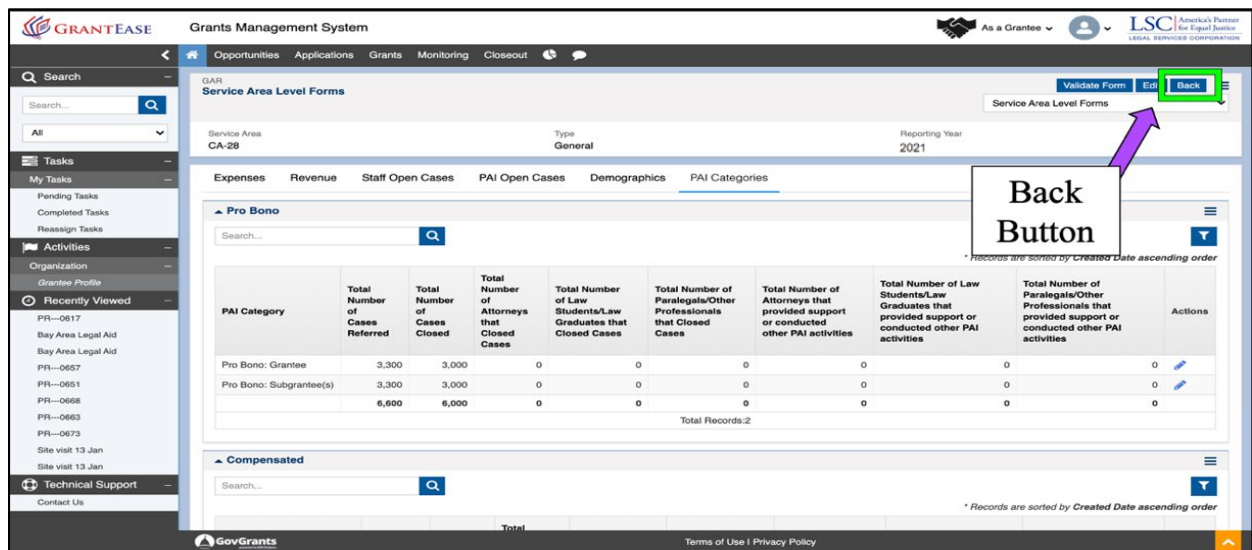 GRANTEASE
Grants Management System
As a Grantee
LSC
America's Partner
for Equal Justice
LEGAL SERVICES CORPORATION
Opportunities Applications Grants Monitoring Closeout
Search
Search...
All
Tasks
My Tasks
Pending Tasks
Completed Tasks
Reassign Tasks
Activities
Organization
Grantee Profile
Recently Viewed
PR---0617
Bay Area Legal Aid
Bay Area Legal Aid
PR---0657
PR---0651
PR---0668
PR---0663
PR---0673
Site visit 13 Jan
Site visit 13 Jan
Technical Support
Contact Us
GAR
Service Area Level Forms
Validate Form Edi Back
Service Area Level Forms
Service Area Type Reporting Year
CA-28 General 2021
Expenses Revenue Staff Open Cases PAI Open Cases Demographics PAI Categories
Back
Button
Pro Bono
Search...
* Records are sorted by Created Date ascending order
PAI Category
Total
Number
of
Cases
Referred
Total
Number
of
Cases
Closed
Total
Number
of
Attorneys
that
Closed
Cases
Total Number
of Law
Students/Law
Graduates that
Closed Cases
Total Number of
Paralegals/Other
Professionals
that Closed
Cases
Total Number of
Attorneys that
provided support
or conducted
other PAI activities
Total Number of Law
Students/Law
Graduates that
provided support or
conducted other PAI
activities
Total Number of
Paralegals/Other
Professionals that
provided support or
conducted other PAI
activities
Actions
Pro Bono: Grantee 3,300 3,000 0 0 0 0 0 0
Pro Bono: Subgrantee(s) 3,300 3,000 0 0 0 0 0 0
6,600 6,000 0 0 0 0 0 0
Total Records:2
Compensated
Search...
* Records are sorted by Created Date ascending order
Total
GovGrants
Terms of Use I Privacy Policy